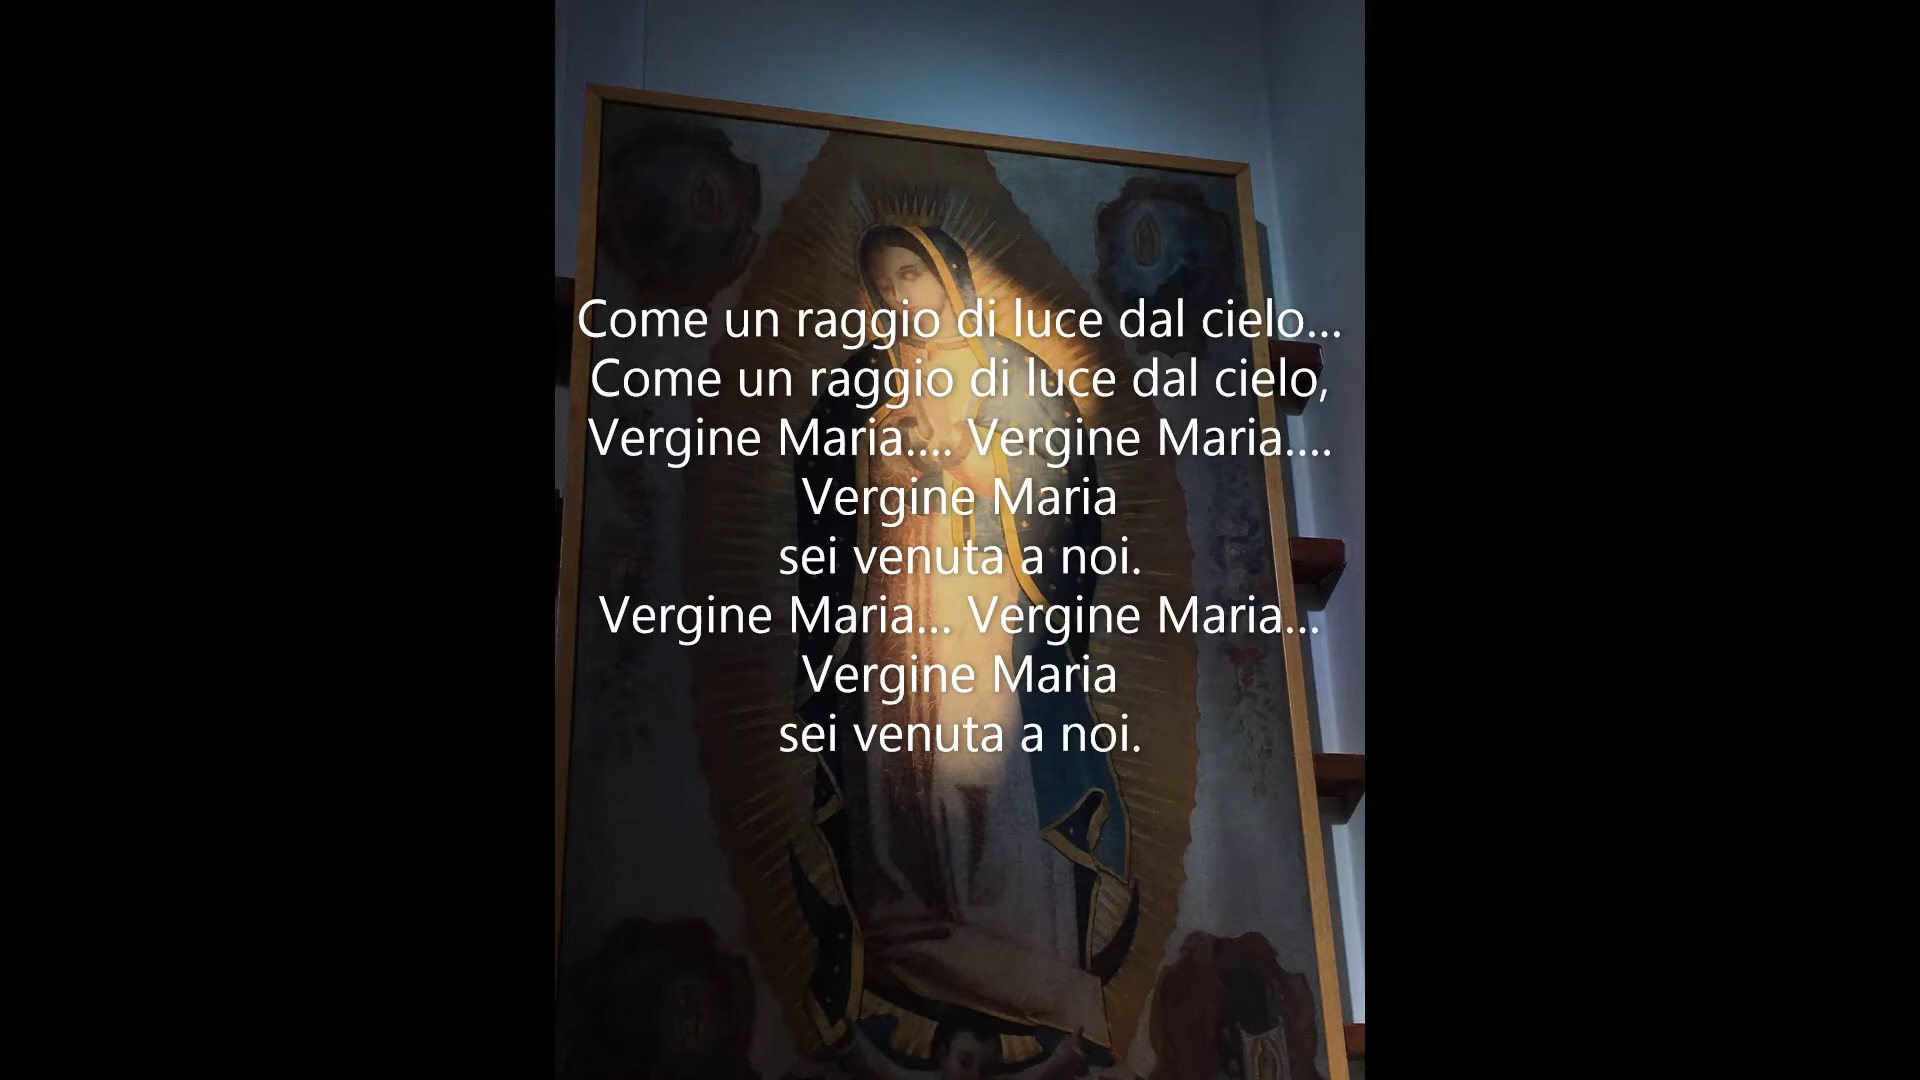 Come un raggio di luce dal cielo...
Come un raggio di luce dal cielo,
Vergine Maria.... Vergine Maria....
Vergine Maria
sei venuta a noi.
Vergine Maria... Vergine Maria...
Vergine Maria
sei venuta a noi.